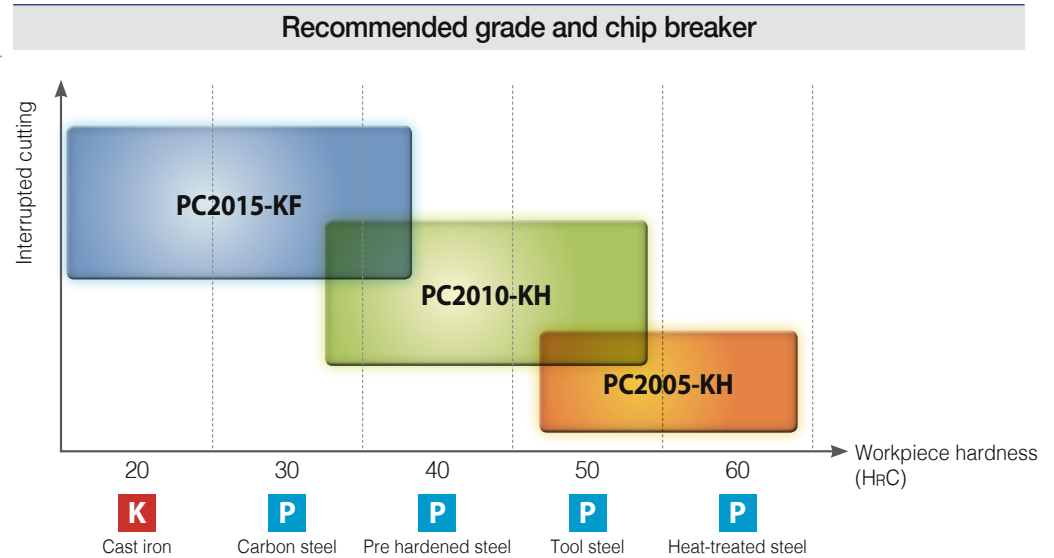 Recommended grade and chip breaker
Interrupted cutting
PC2015-KF
PC2010-KH
PC2005-KH
20 30 40 50 60
Workpiece hardness
(HRC)
K P P P P
Cast iron Carbon steel Pre hardened steel Tool steel Heat-treated steel